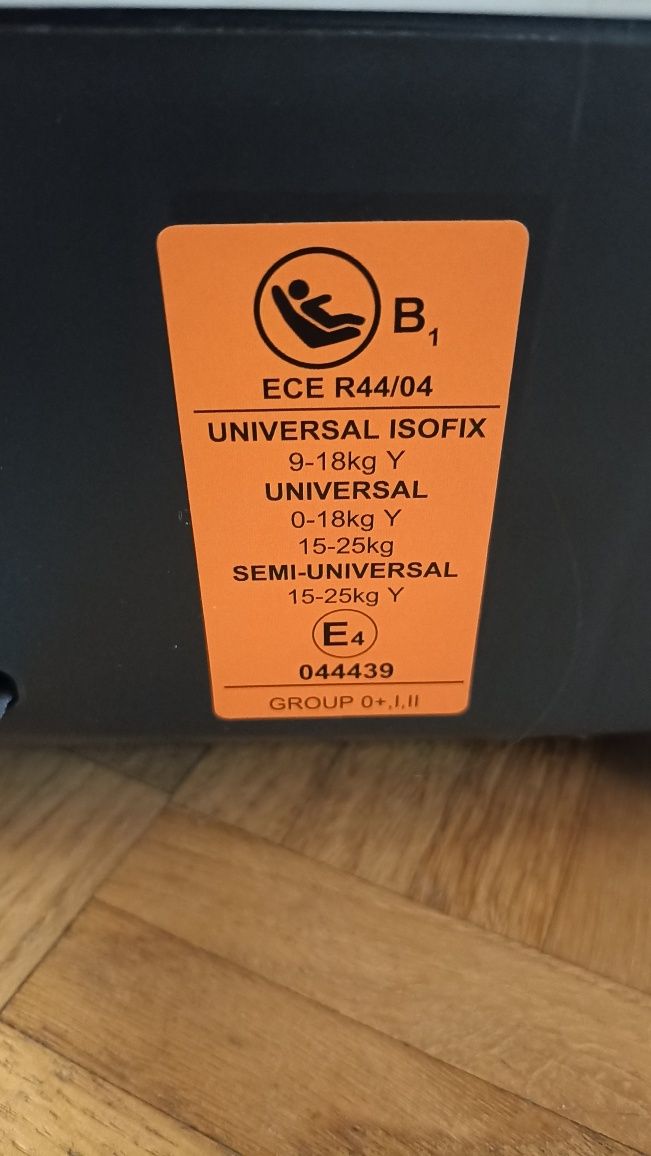 B1
ECE R44/04
UNIVERSAL ISOFIX
9-18kg Y
UNIVERSAL
0-18kg Y
15-25kg
SEMI-UNIVERSAL
15-25kg Y
E4
044439
GROUP 0+,I,II